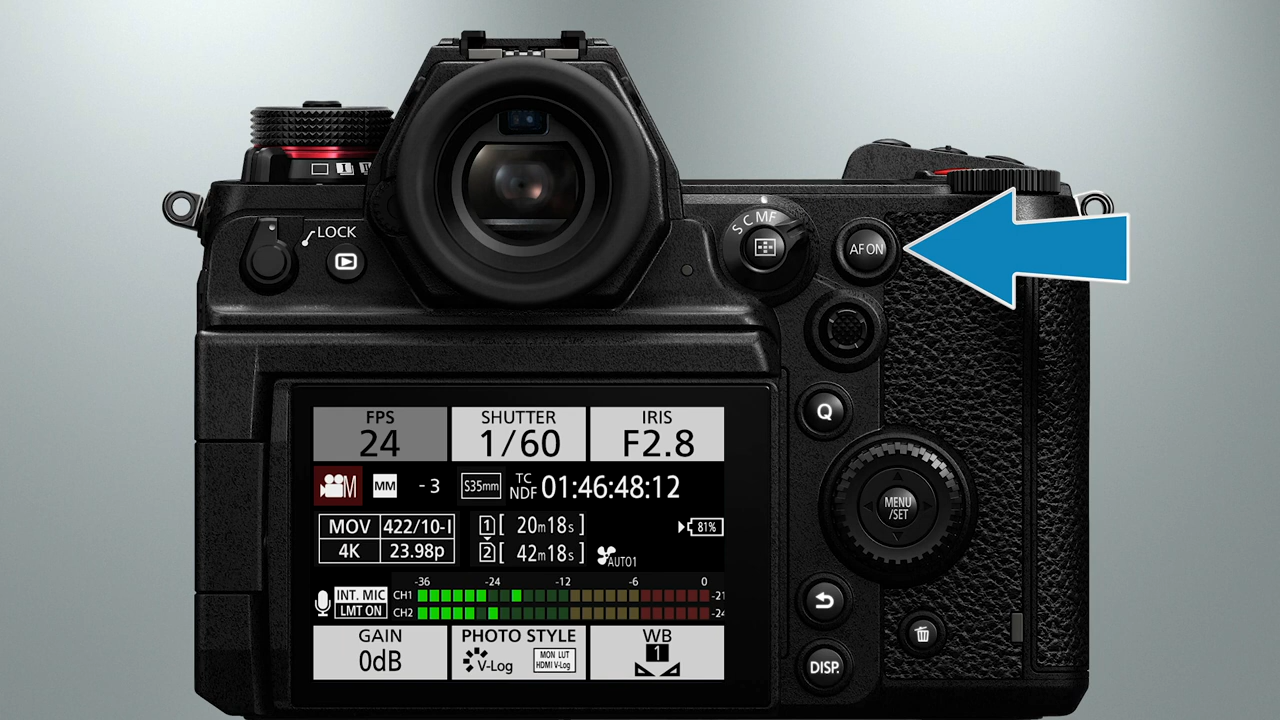 LOCK
S C MF
AF ON
FPS
24
SHUTTER
1/60
IRIS
F2.8
M
MM
-3
S35mm
TC
NDF
01:46:48:12
MOV
422/10-I
4K
23.98p
1[ 20m18s ]
2[ 42m18s ]
81%
AUTO1
-36
-24
-12
-6
0
INT. MIC
LMT ON
CH1
-21
CH2
-24
GAIN
0dB
PHOTO STYLE
V-Log
MON LUT
HDMI V-Log
WB
1
Q
MENU
/SET
DISP.